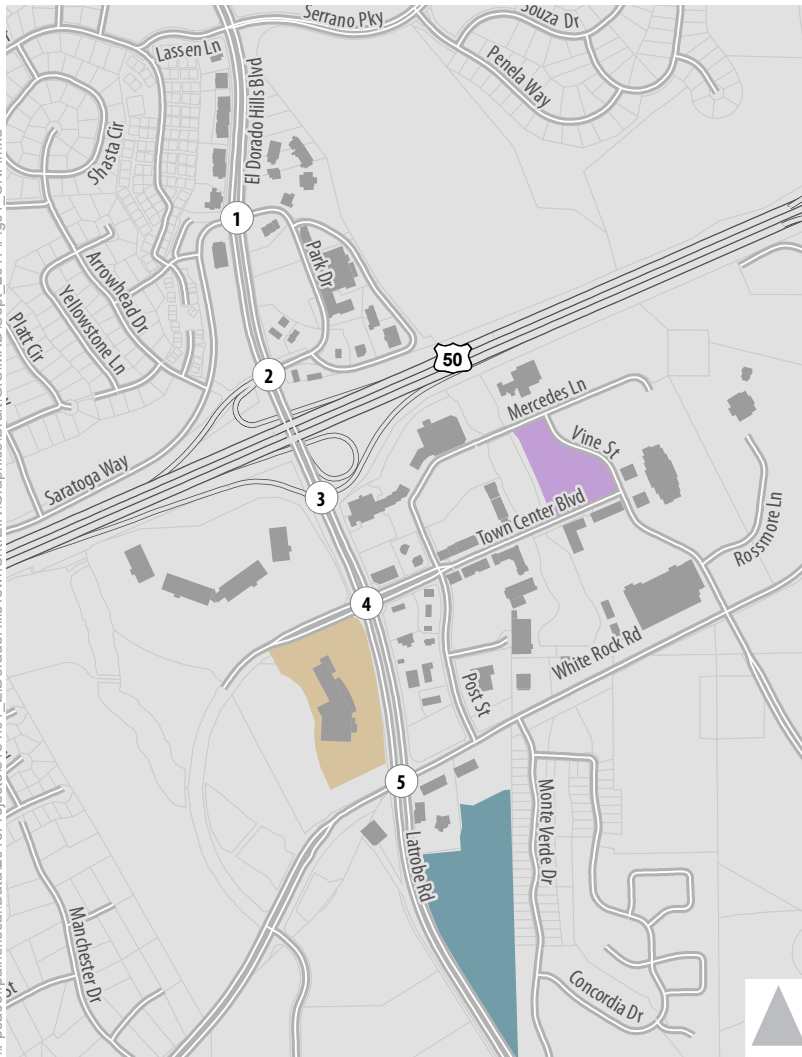 Serrano Pky
Souza Dr
Lassen Ln
El Dorado Hills Blvd
Penela Way
Shasta Cir
1
Park Dr
Arrowhead Dr
Yellowstone Ln
Platt Cir
50
2
Mercedes Ln
Vine St
Saratoga Way
3
Town Center Blvd
Rossmore Ln
4
White Rock Rd
Post St
5
Monte Verde Dr
Latrobe Rd
Manchester Dr
St
Concordia Dr